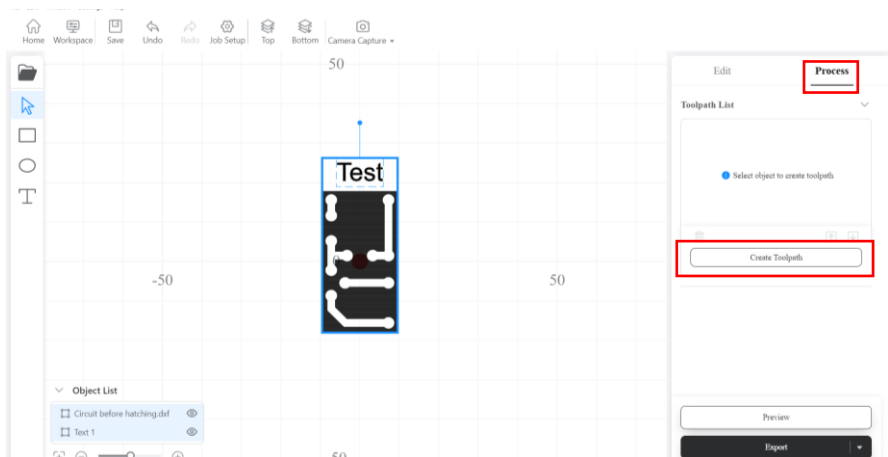 Home Workspace Save Undo Redo Job Setup Top Bottom Camera Capture
50
Edit Process
Toolpath List
Test
Select object to create toolpath
0
Create Toolpath
-50 50
Object List
Circuit before hatching.dxf
Text 1
Preview
50
Export